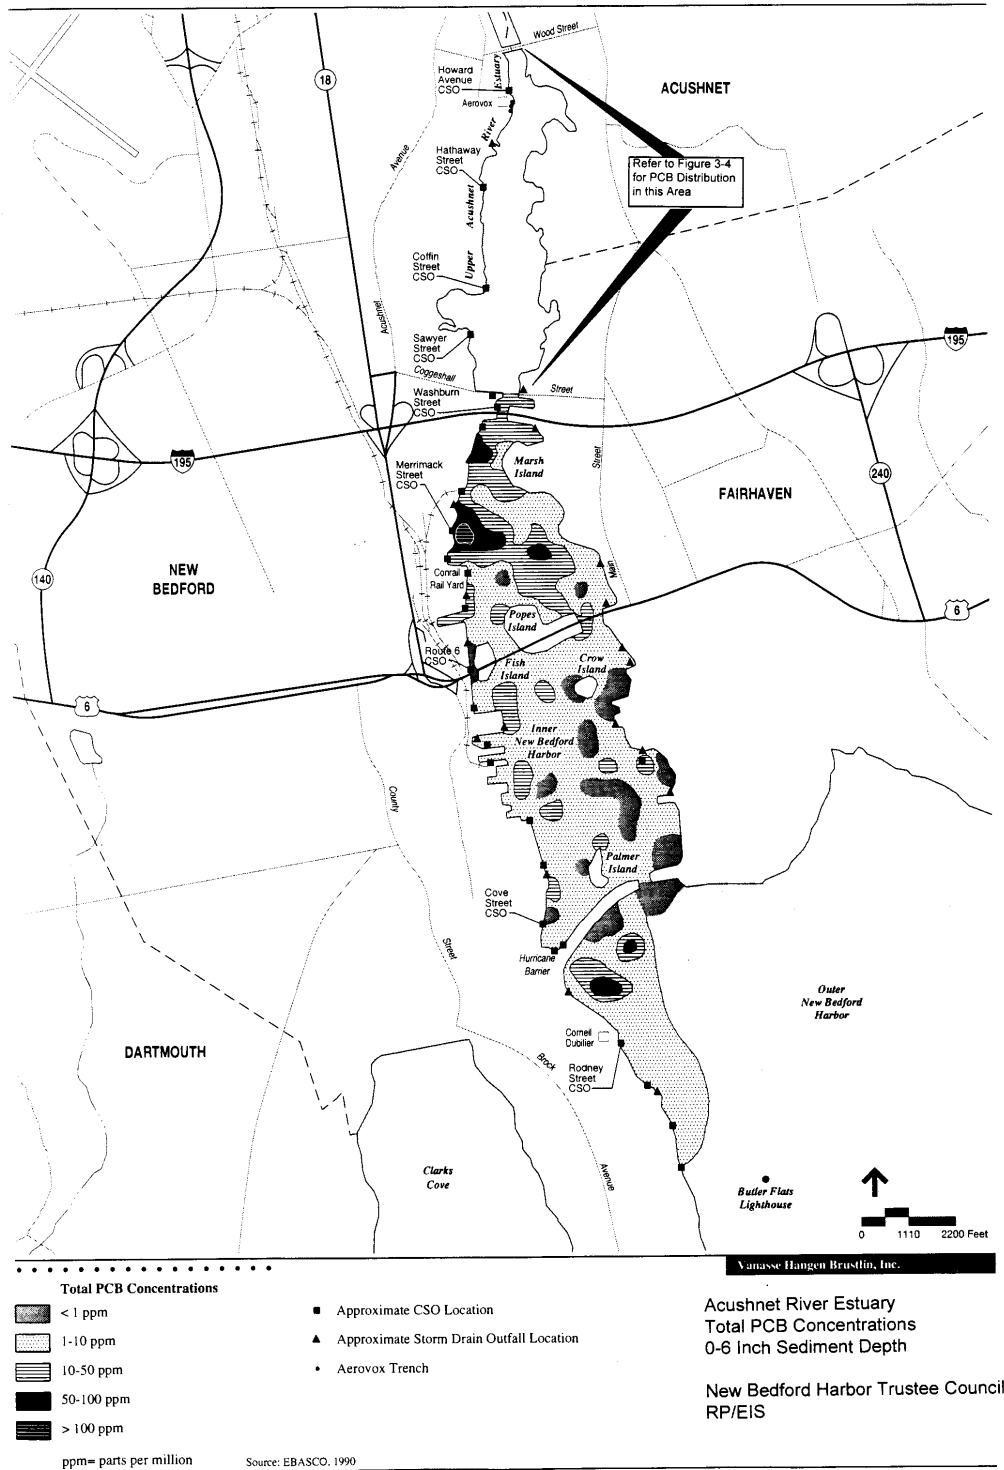 Wood Street
ACUSHNET
18
Howard
Avenue
CSO
Estuary
Aerovox
River
Avenue
Hathaway
Street
CSO
Refer to Figure 3-4
for PCB Distribution
in this Area
Acushnet
Upper
Coffin
Street
CSO
Acushnet
Sawyer
Street
CSO
195
Coggeshall
Street
Washburn
Street
CSO
195
Marsh
Island
Street
Merrimack
Street
CSO
240
FAIRHAVEN
NEW
BEDFORD
140
Conrail
Rail Yard
Main
6
Popes
Island
Route 6
CSO
Fish
Island
Crow
Island
6
Inner
New Bedford
Harbor
County
Palmer
Island
Cove
Street
CSO
Street
Hurricane
Barrier
Outer
New Bedford
Harbor
Cornell
Dubilier
DARTMOUTH
Brock
Rodney
Street
CSO
Clarks
Cove
Avenue
Butler Flats
Lighthouse
0 1110 2200 Feet
Vanasse Hangen Brustlin, Inc.
Total PCB Concentrations
< 1 ppm
1-10 ppm
10-50 ppm
50-100 ppm
> 100 ppm
ppm= parts per million
Approximate CSO Location
Approximate Storm Drain Outfall Location
Aerovox Trench
Source: EBASCO, 1990
Acushnet River Estuary
Total PCB Concentrations
0-6 Inch Sediment Depth
New Bedford Harbor Trustee Council
RP/EIS